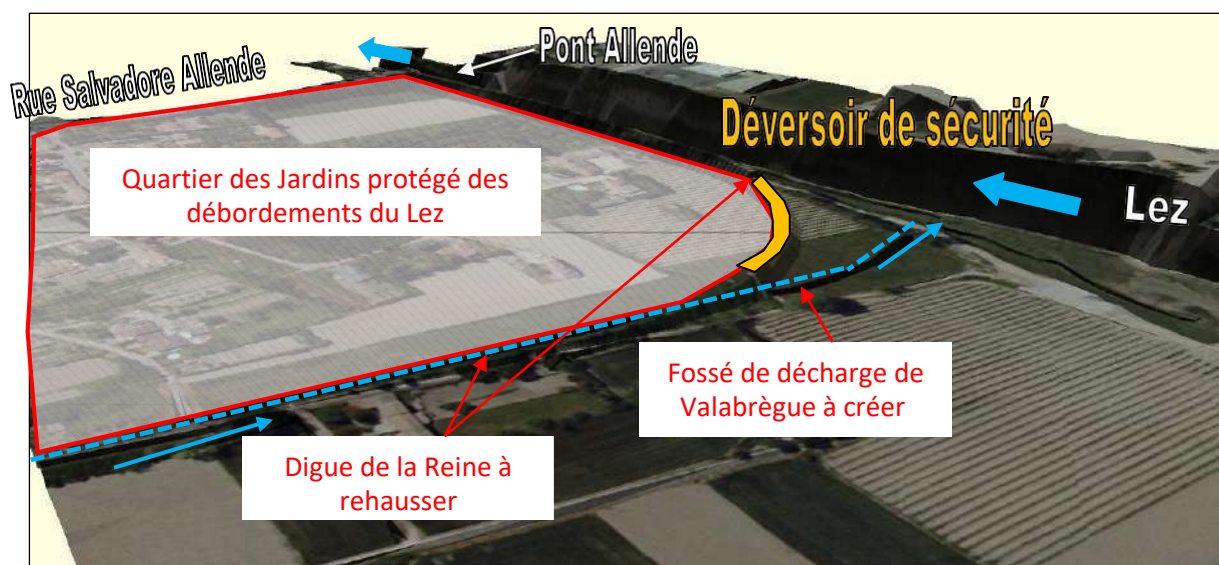 Pont Allende
Rue Salvadore Allende
Déversoir de sécurité
Quartier des Jardins protégé des
débordements du Lez
Lez
Fossé de décharge de
Valabrègue à créer
Digue de la Reine à
rehausser